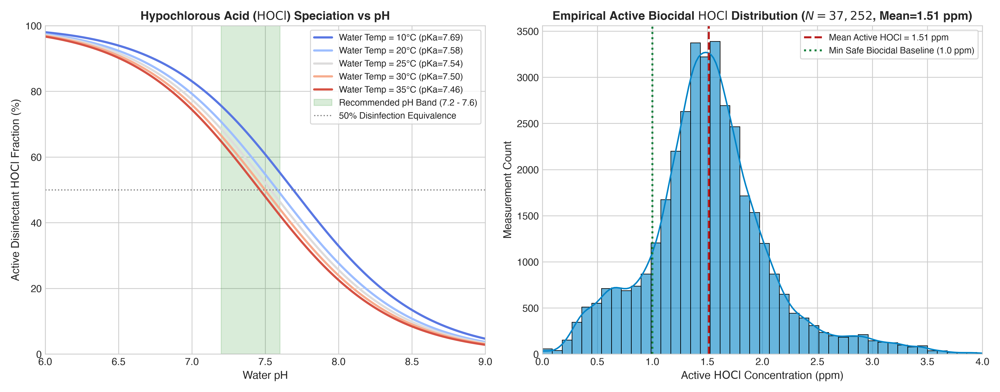 Hypochlorous Acid (HOCl) Speciation vs pH
Active Disinfectant HOCl Fraction (%)
100
80
60
40
20
0
6.0 6.5 7.0 7.5 8.0 8.5 9.0
Water pH
Water Temp = 10°C (pKa=7.69)
Water Temp = 20°C (pKa=7.58)
Water Temp = 25°C (pKa=7.54)
Water Temp = 30°C (pKa=7.50)
Water Temp = 35°C (pKa=7.46)
Recommended pH Band (7.2 - 7.6)
50% Disinfection Equivalence
Empirical Active Biocidal HOCl Distribution (N = 37, 252, Mean=1.51 ppm)
Measurement Count
3500
3000
2500
2000
1500
1000
500
0
0.0 0.5 1.0 1.5 2.0 2.5 3.0 3.5 4.0
Active HOCl Concentration (ppm)
Mean Active HOCl = 1.51 ppm
Min Safe Biocidal Baseline (1.0 ppm)